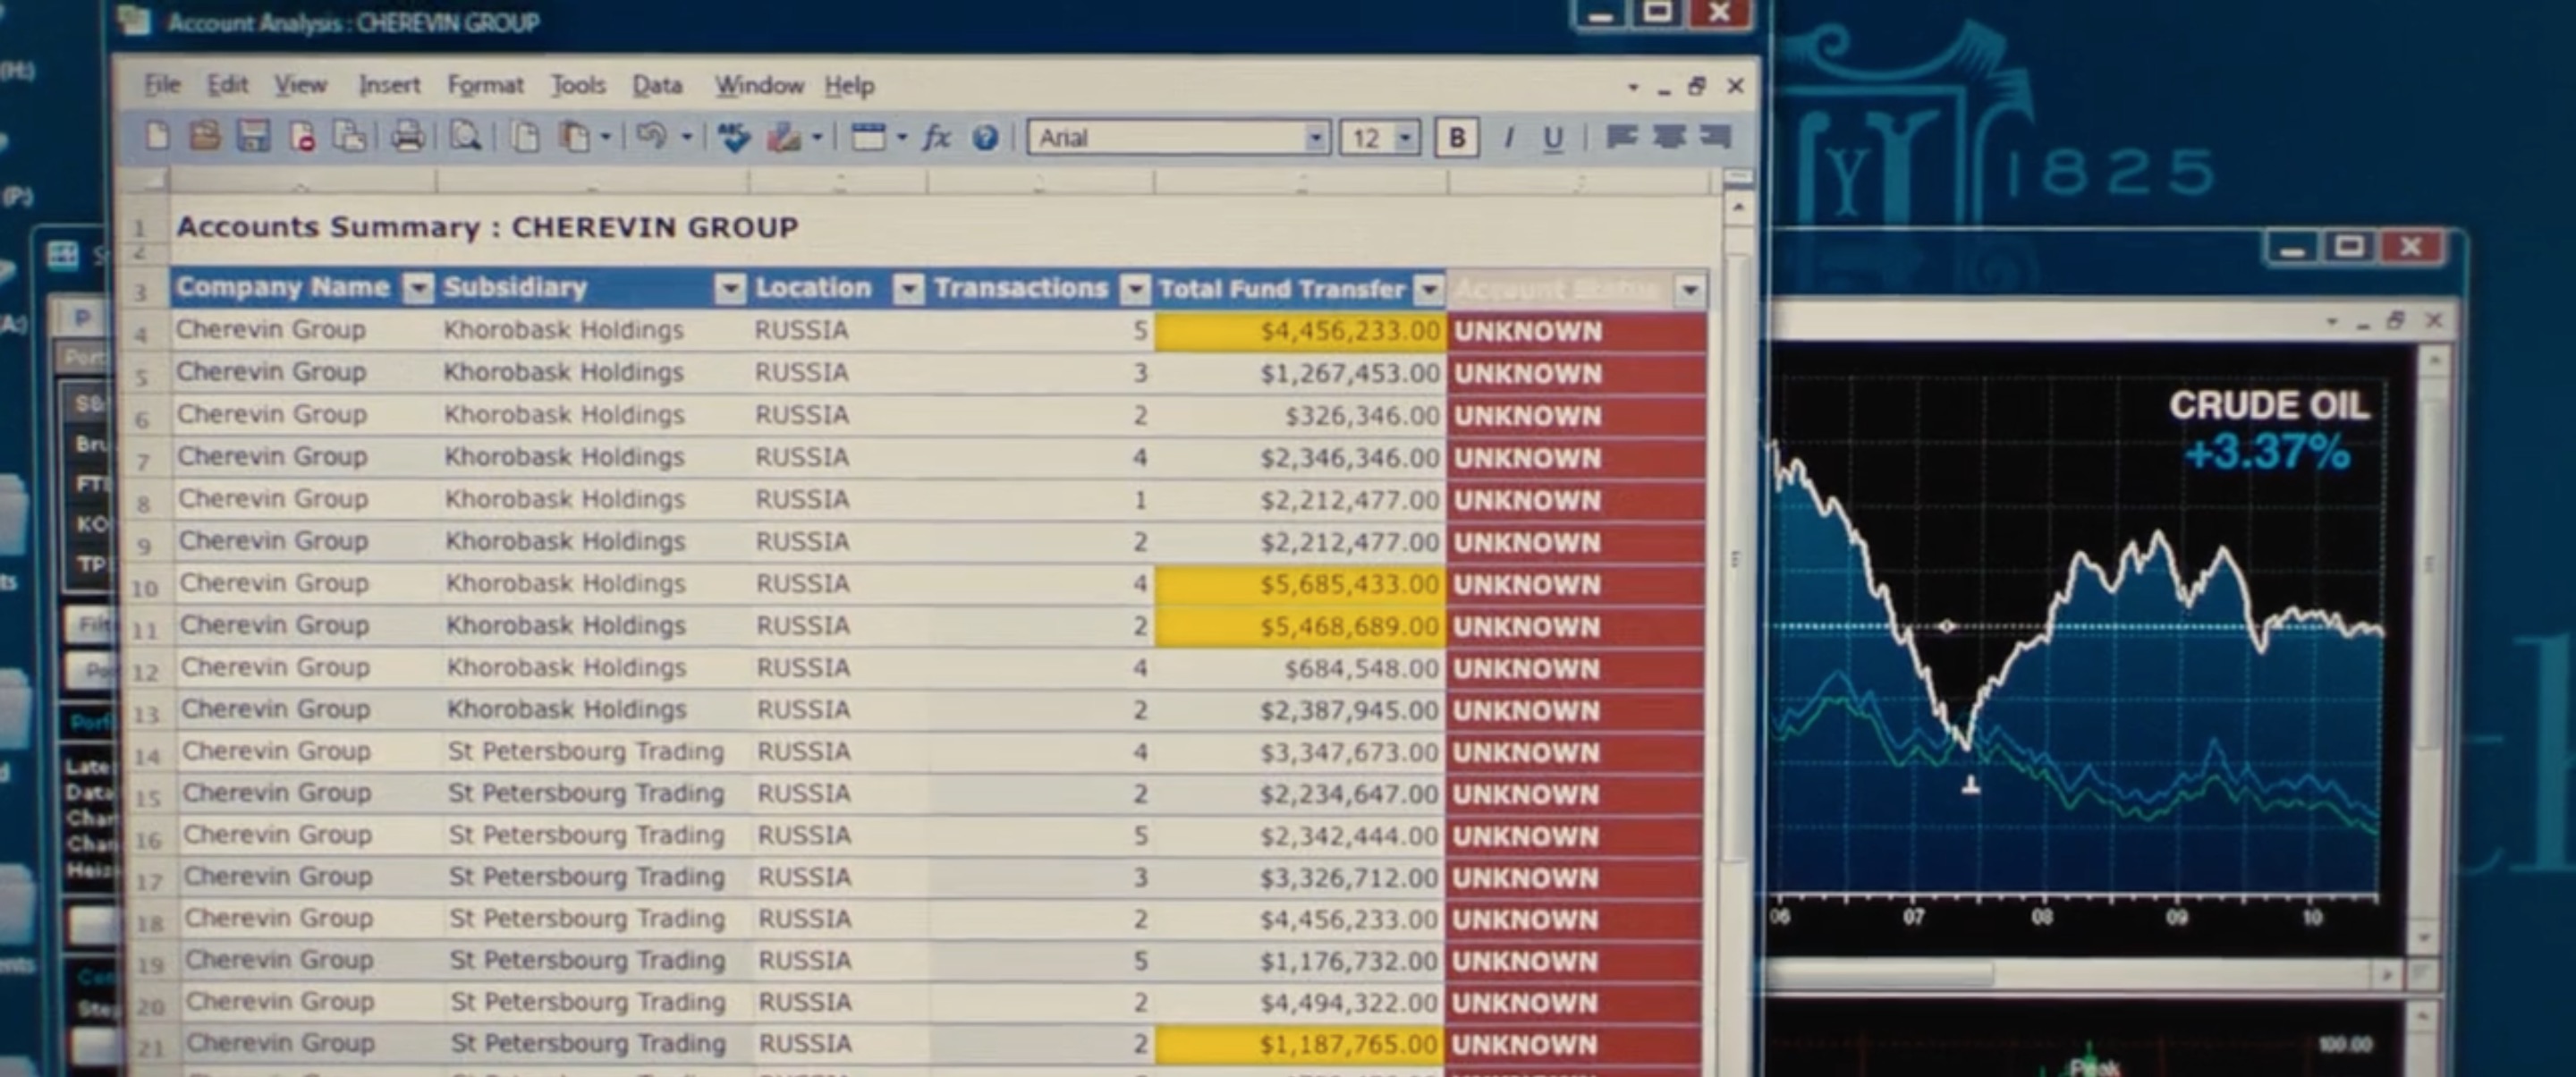 Account Analysis : CHEREVIN GROUP
(H:)
File Edit View Insert Format Tools Data Window Help
(P:)
ABC fx ? Arial 12 B I U
Y 1825
1 Accounts Summary : CHEREVIN GROUP
2
3 Company Name Subsidiary Location Transactions Total Fund Transfer Account Status
4 Cherevin Group Khorobask Holdings RUSSIA 5 $4,456,233.00 UNKNOWN
5 Cherevin Group Khorobask Holdings RUSSIA 3 $1,267,453.00 UNKNOWN
6 Cherevin Group Khorobask Holdings RUSSIA 2 $326,346.00 UNKNOWN
7 Cherevin Group Khorobask Holdings RUSSIA 4 $2,346,346.00 UNKNOWN
8 Cherevin Group Khorobask Holdings RUSSIA 1 $2,212,477.00 UNKNOWN
9 Cherevin Group Khorobask Holdings RUSSIA 2 $2,212,477.00 UNKNOWN
10 Cherevin Group Khorobask Holdings RUSSIA 4 $5,685,433.00 UNKNOWN
11 Cherevin Group Khorobask Holdings RUSSIA 2 $5,468,689.00 UNKNOWN
12 Cherevin Group Khorobask Holdings RUSSIA 4 $684,548.00 UNKNOWN
13 Cherevin Group Khorobask Holdings RUSSIA 2 $2,387,945.00 UNKNOWN
14 Cherevin Group St Petersbourg Trading RUSSIA 4 $3,347,673.00 UNKNOWN
15 Cherevin Group St Petersbourg Trading RUSSIA 2 $2,234,647.00 UNKNOWN
16 Cherevin Group St Petersbourg Trading RUSSIA 5 $2,342,444.00 UNKNOWN
17 Cherevin Group St Petersbourg Trading RUSSIA 3 $3,326,712.00 UNKNOWN
18 Cherevin Group St Petersbourg Trading RUSSIA 2 $4,456,233.00 UNKNOWN
19 Cherevin Group St Petersbourg Trading RUSSIA 5 $1,176,732.00 UNKNOWN
20 Cherevin Group St Petersbourg Trading RUSSIA 2 $4,494,322.00 UNKNOWN
21 Cherevin Group St Petersbourg Trading RUSSIA 2 $1,187,765.00 UNKNOWN
CRUDE OIL
+3.37%
06 07 08 09 10
100.00
Peak